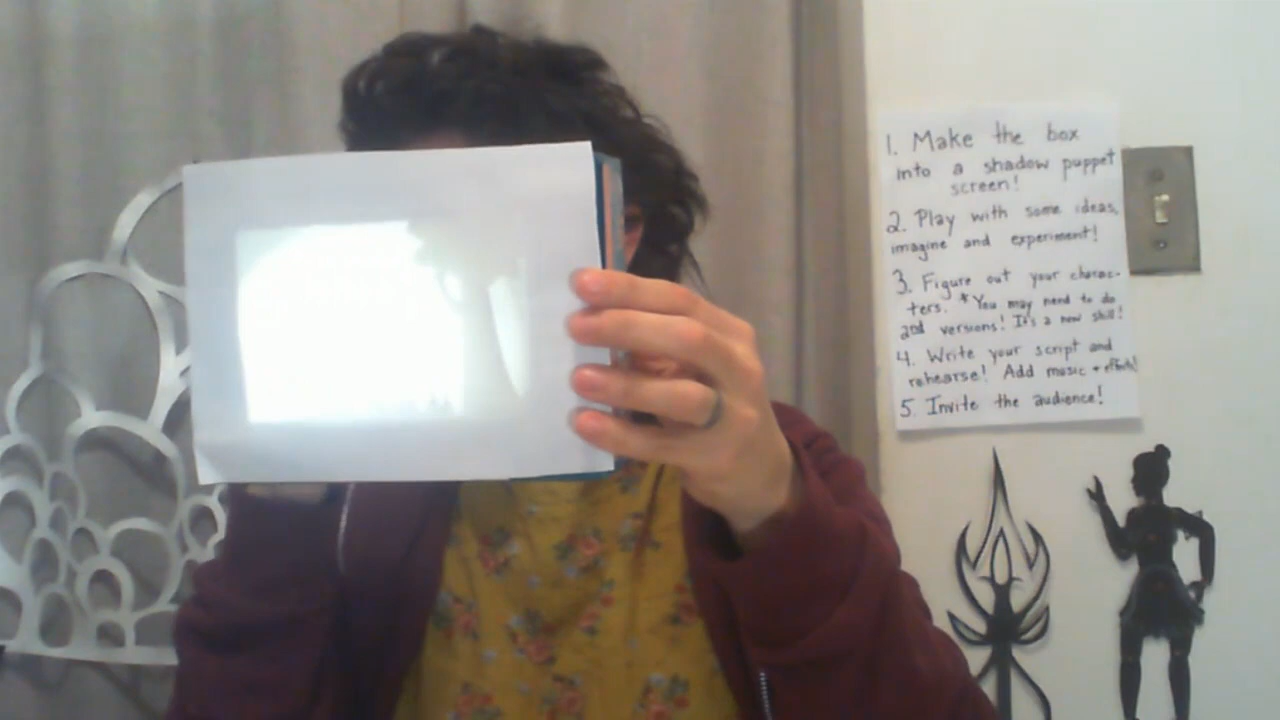 1. Make the box
into a shadow puppet
screen!
2. Play with some ideas,
imagine and experiment!
3. Figure out your charac-
ters. *You may need to do
2nd versions! It's a new skill!
4. Write your script and
rehearse! Add music + effects!
5. Invite the audience!